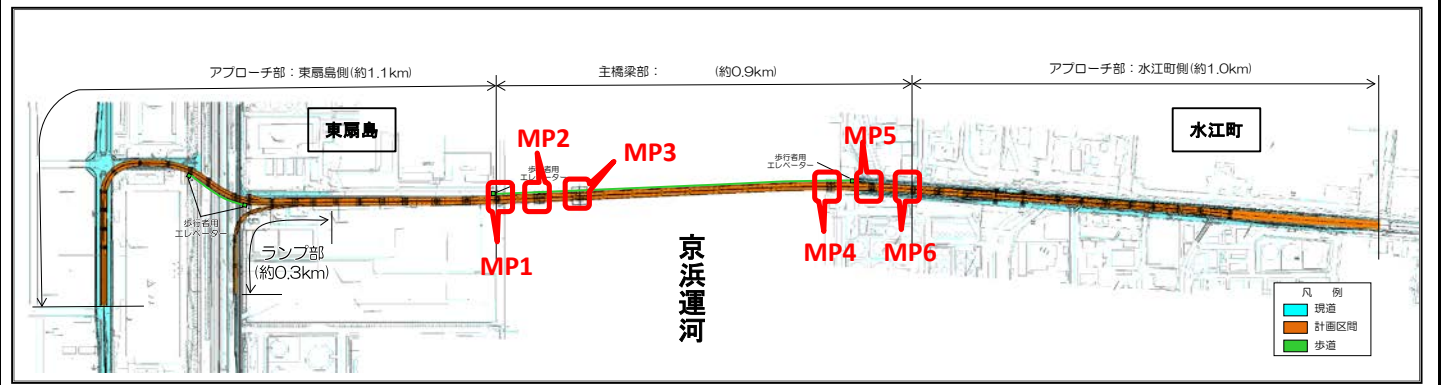 アプローチ部：東扇島側(約1.1km)
主橋梁部：　　　(約0.9km)
アプローチ部：水江町側(約1.0km)
東扇島
水江町
MP2
MP3
MP5
歩行者用
エレベーター
歩行者用
エレベーター
歩行者用
エレベーター
ランプ部
(約0.3km)
MP1
MP4
MP6
京浜運河
凡　例
現道
計画区間
歩道